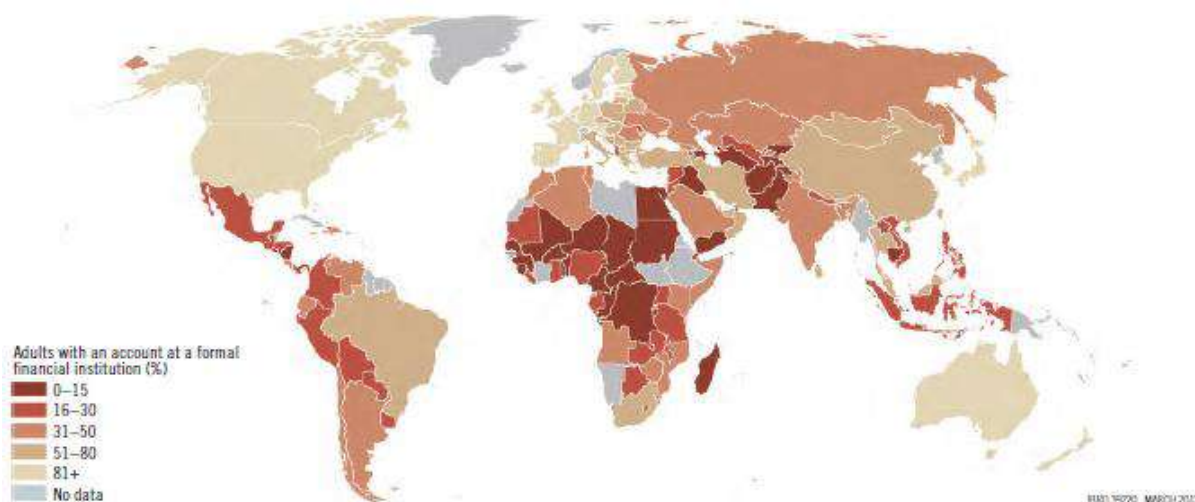 Adults with an account at a formal
financial institution (%)
0–15
16–30
31–50
51–80
81+
No data
MARCH